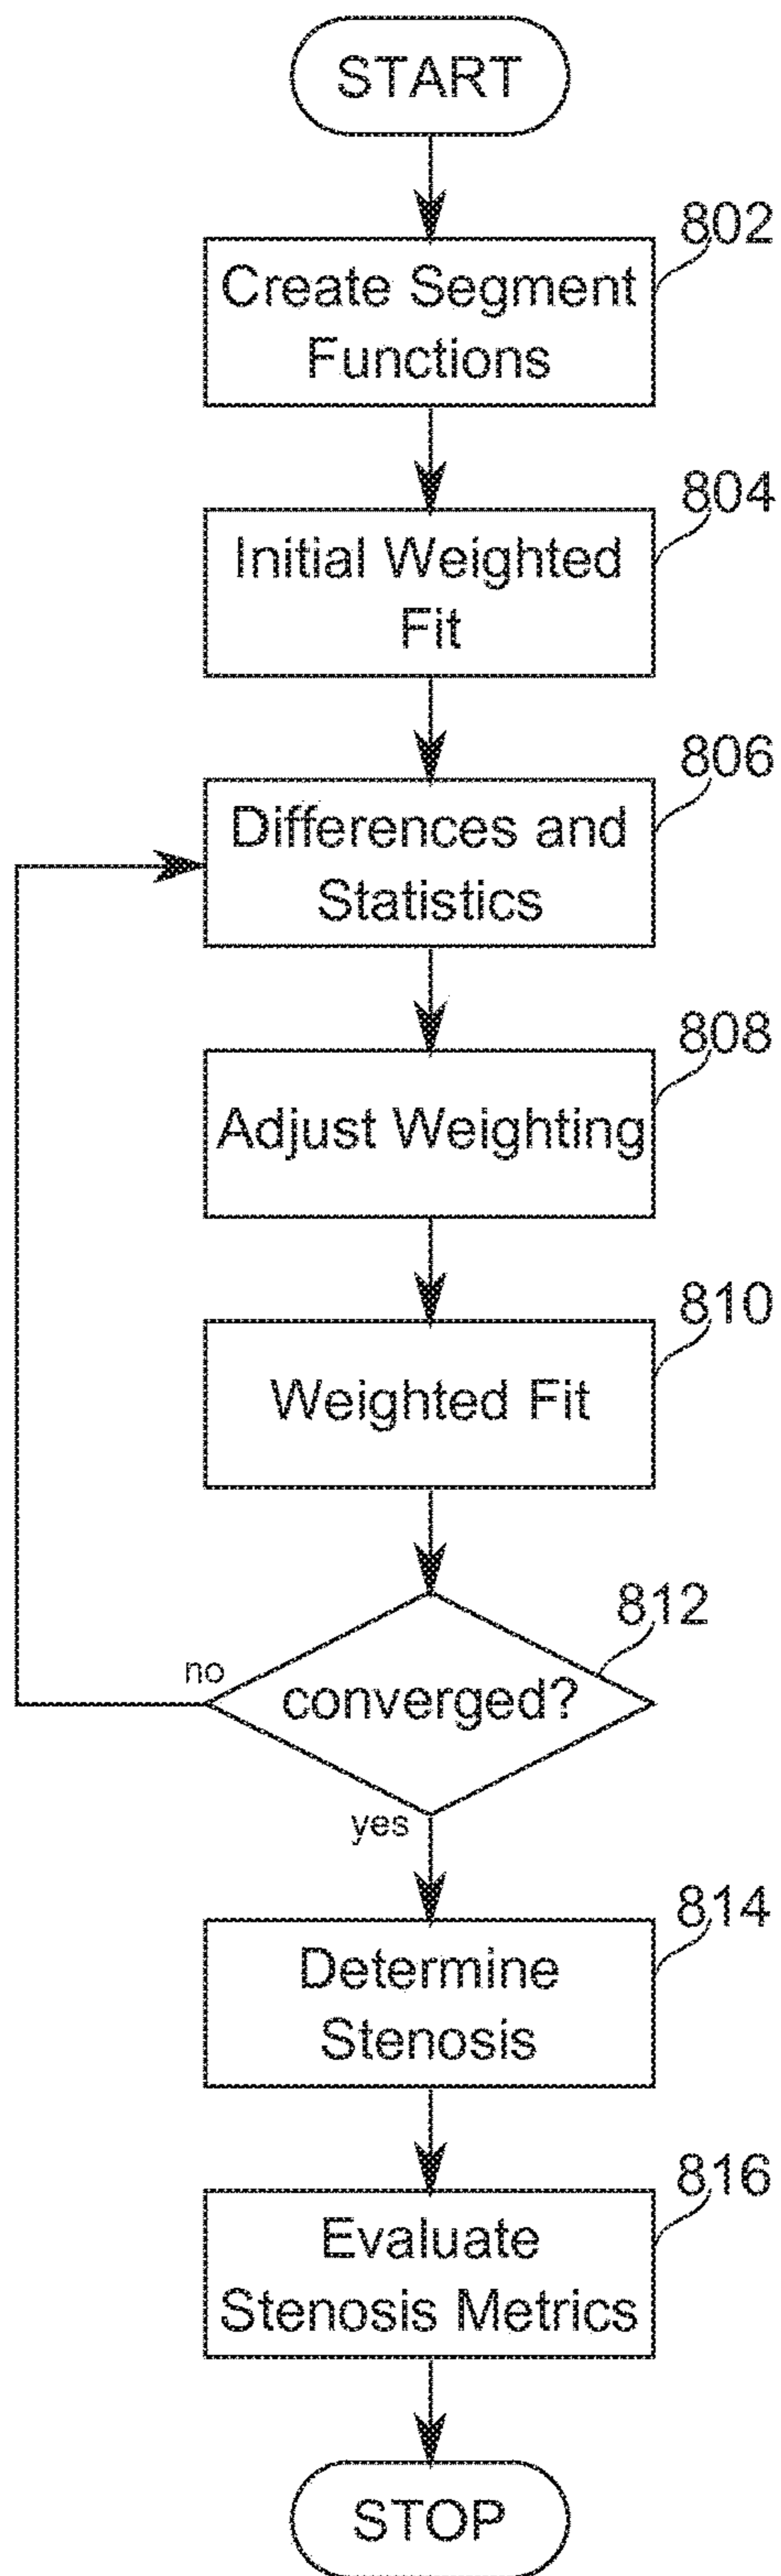 START
802
Create Segment
Functions
804
Initial Weighted
Fit
806
Differences and
Statistics
808
Adjust Weighting
810
Weighted Fit
812
no
converged?
yes
814
Determine
Stenosis
816
Evaluate
Stenosis Metrics
STOP